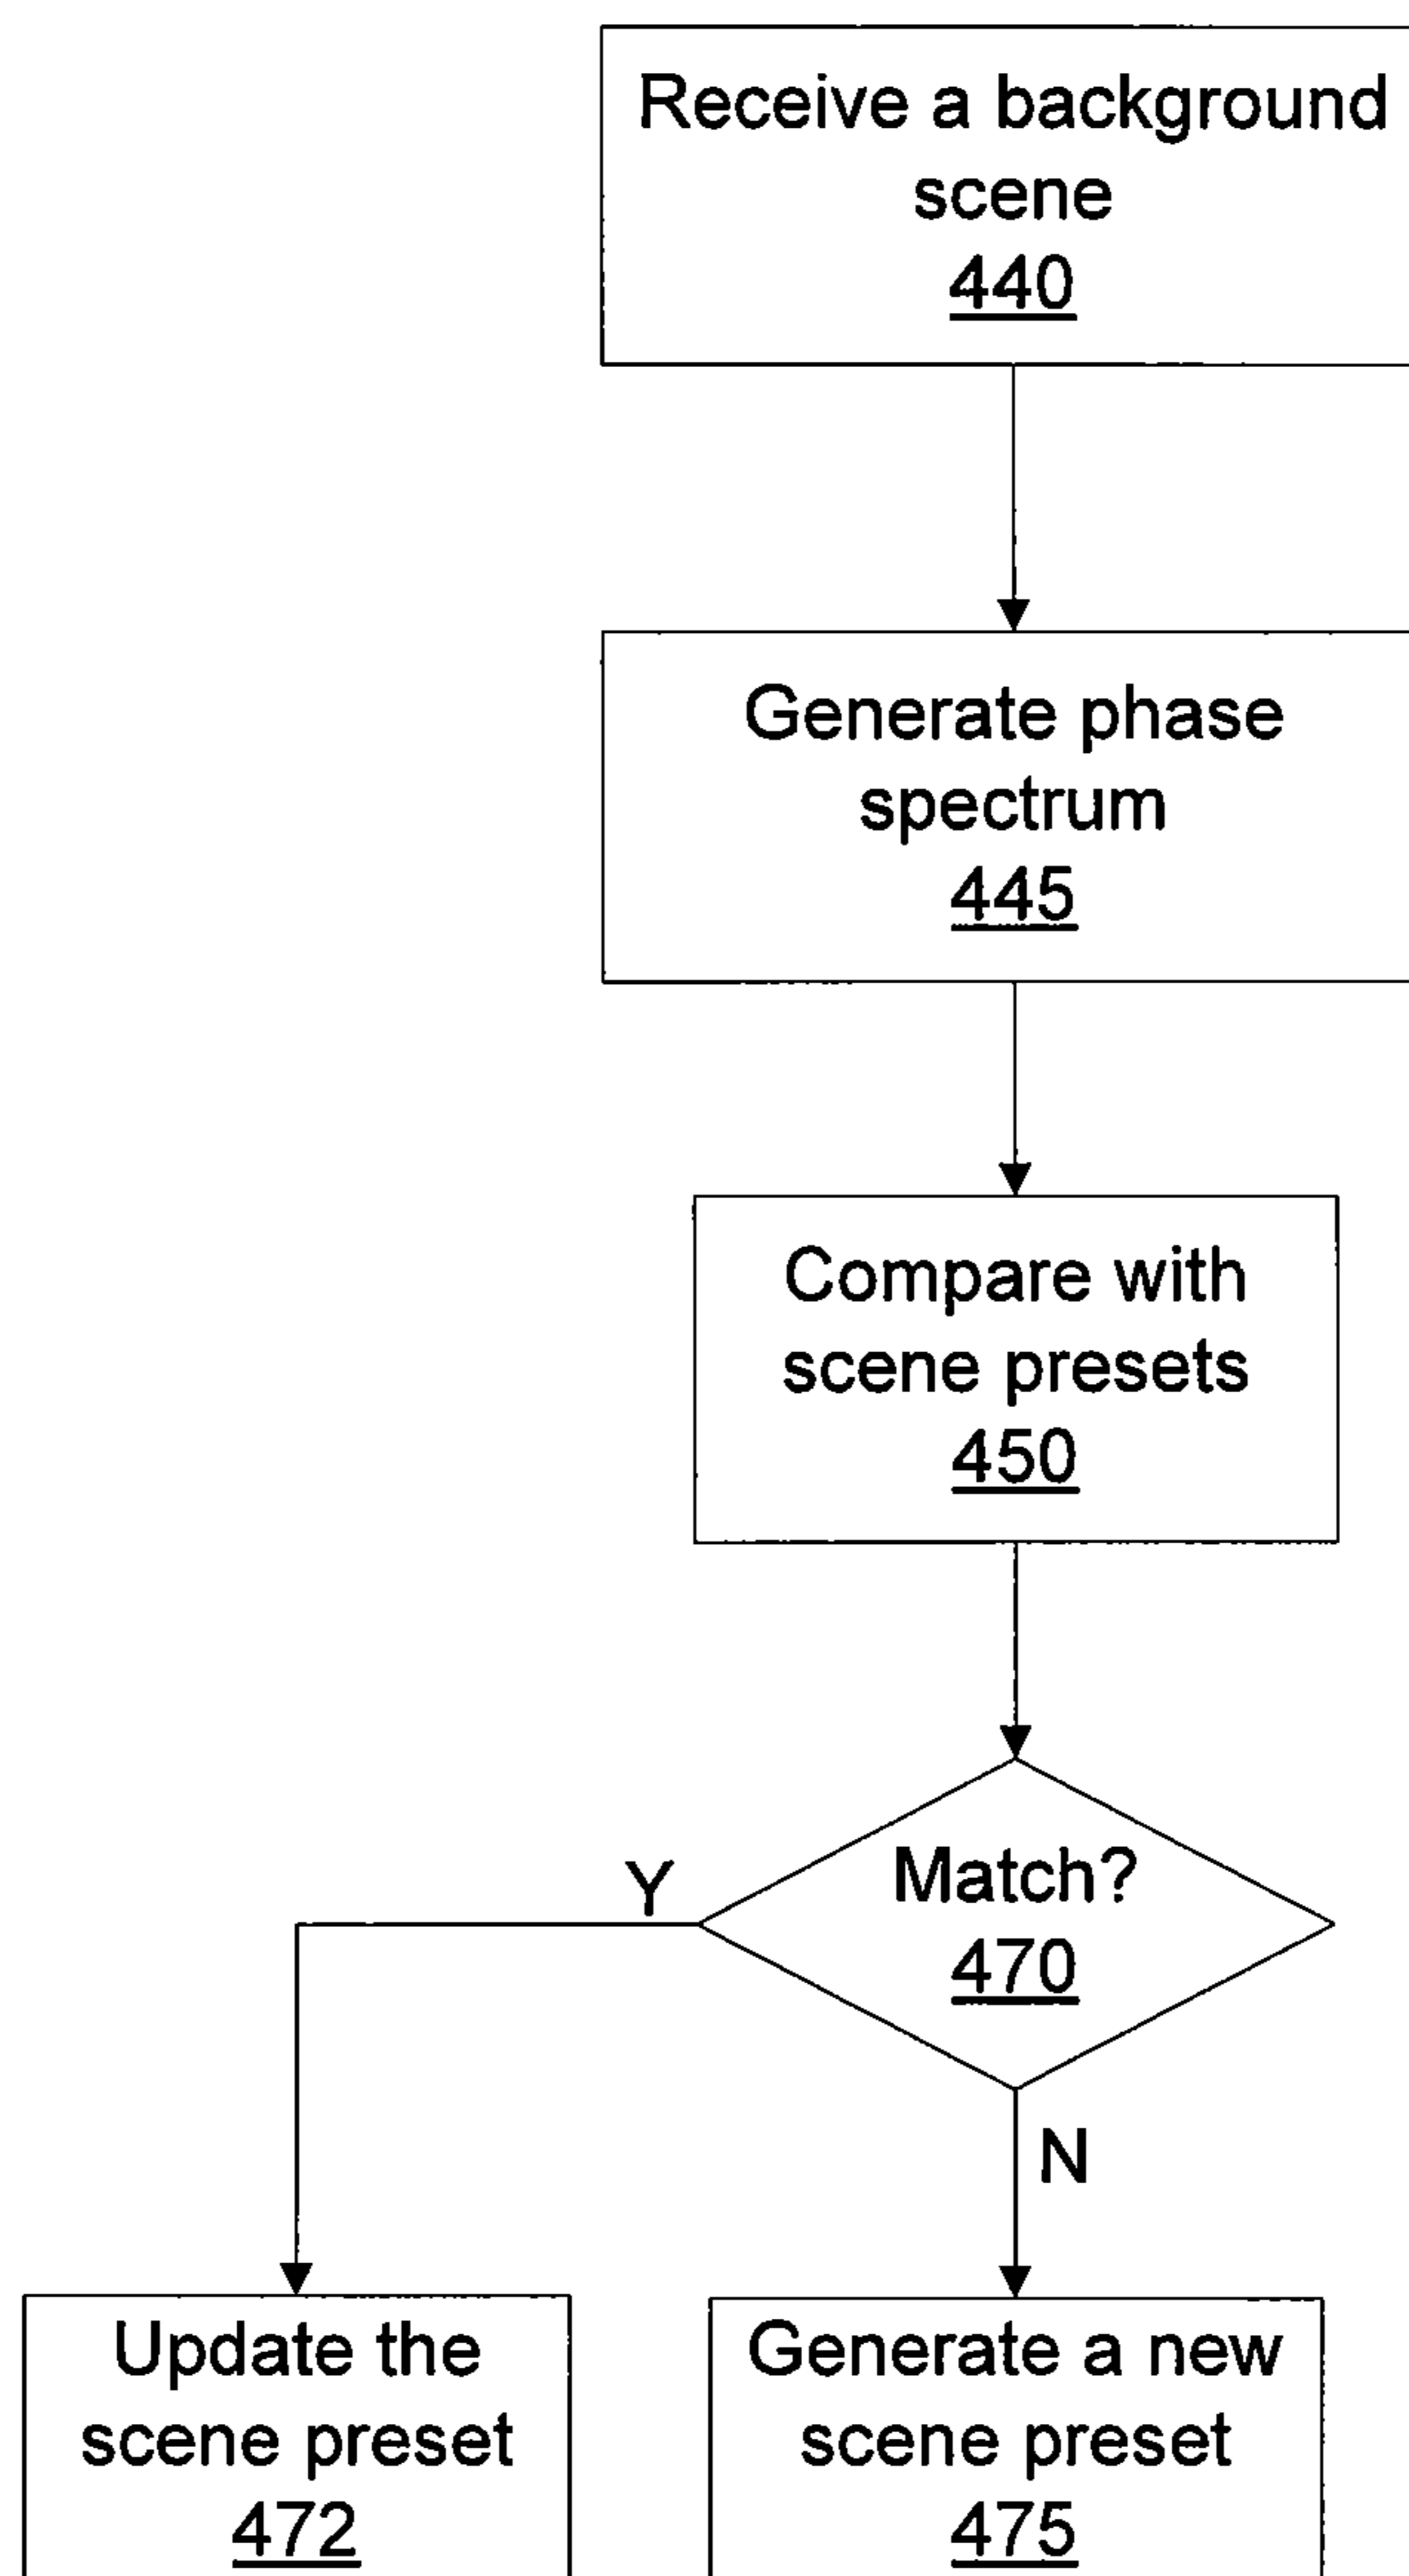 Receive a background
scene
440
Generate phase
spectrum
445
Compare with
scene presets
450
Match?
470
Y
N
Update the
scene preset
472
Generate a new
scene preset
475